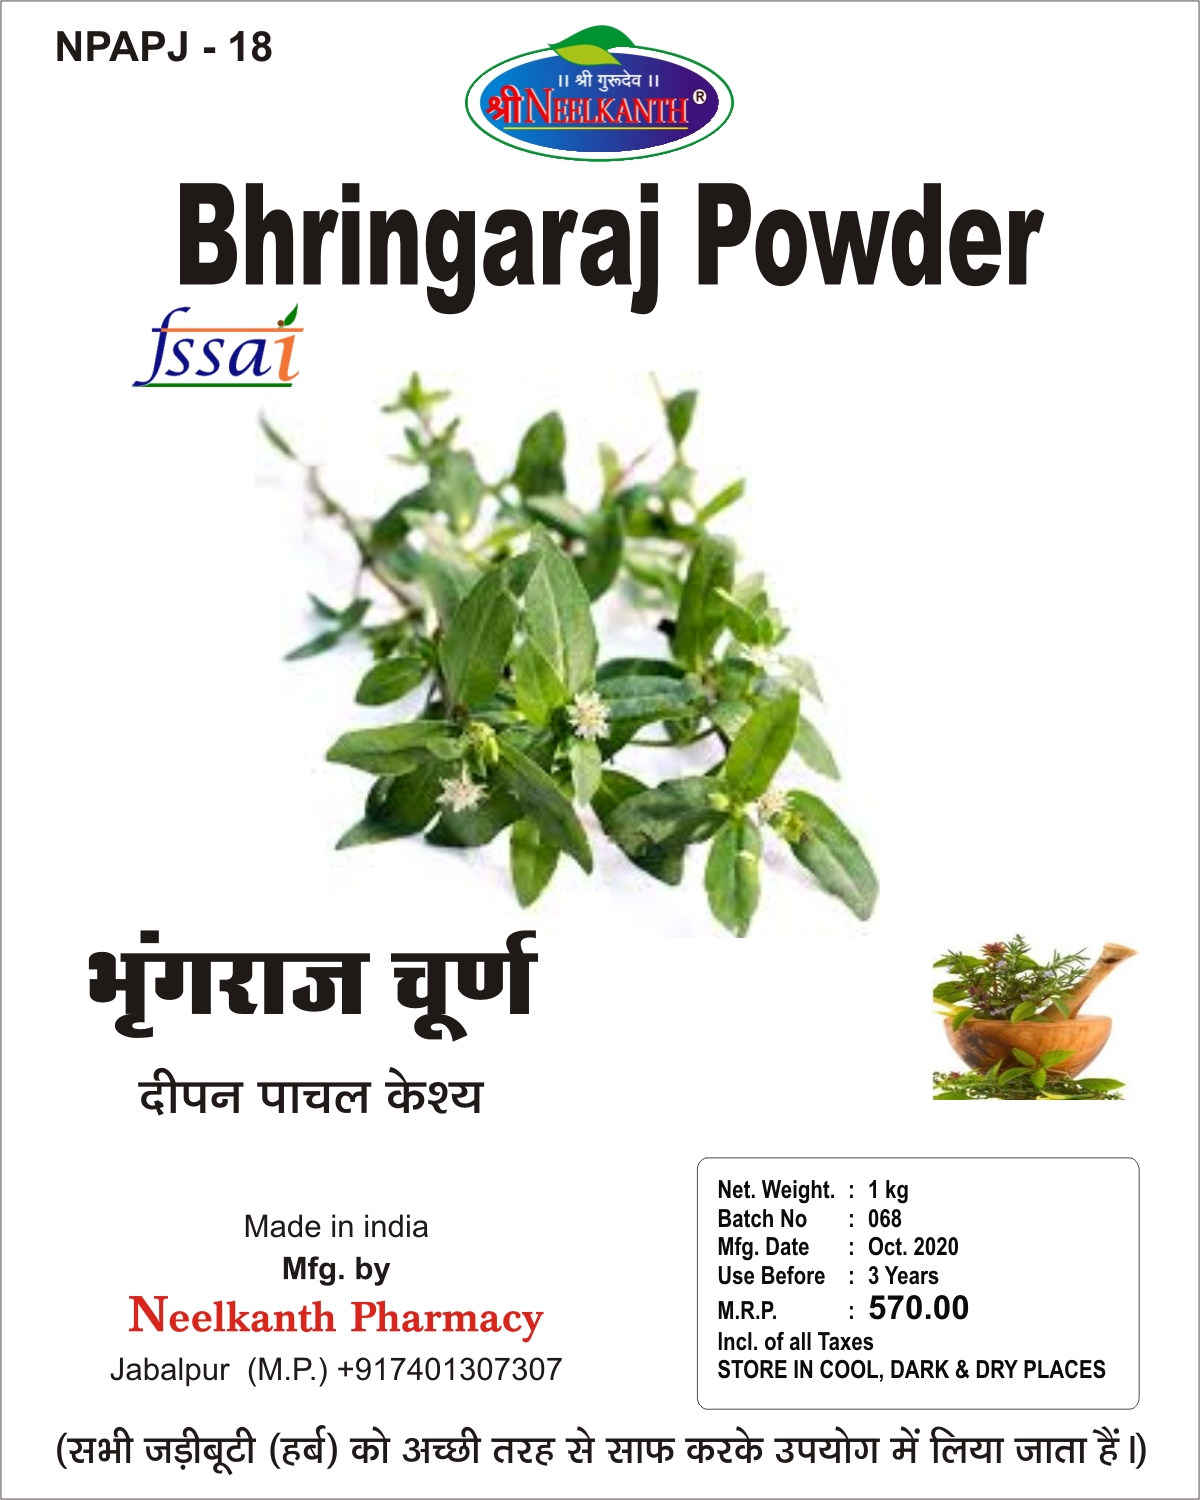 NPAPJ - 18
।। श्री गुरूदेव ।।
श्री NEELKANTH ®
Bhringaraj Powder
fssai
भृंगराज चूर्ण
दीपन पाचल केश्य
Net. Weight. : 1 kg
Batch No : 068
Mfg. Date : Oct. 2020
Use Before : 3 Years
M.R.P. : 570.00
Incl. of all Taxes
STORE IN COOL, DARK & DRY PLACES
Made in india
Mfg. by
Neelkanth Pharmacy
Jabalpur (M.P.) +917401307307
(सभी जड़ीबूटी (हर्ब) को अच्छी तरह से साफ करके उपयोग में लिया जाता हैं।)